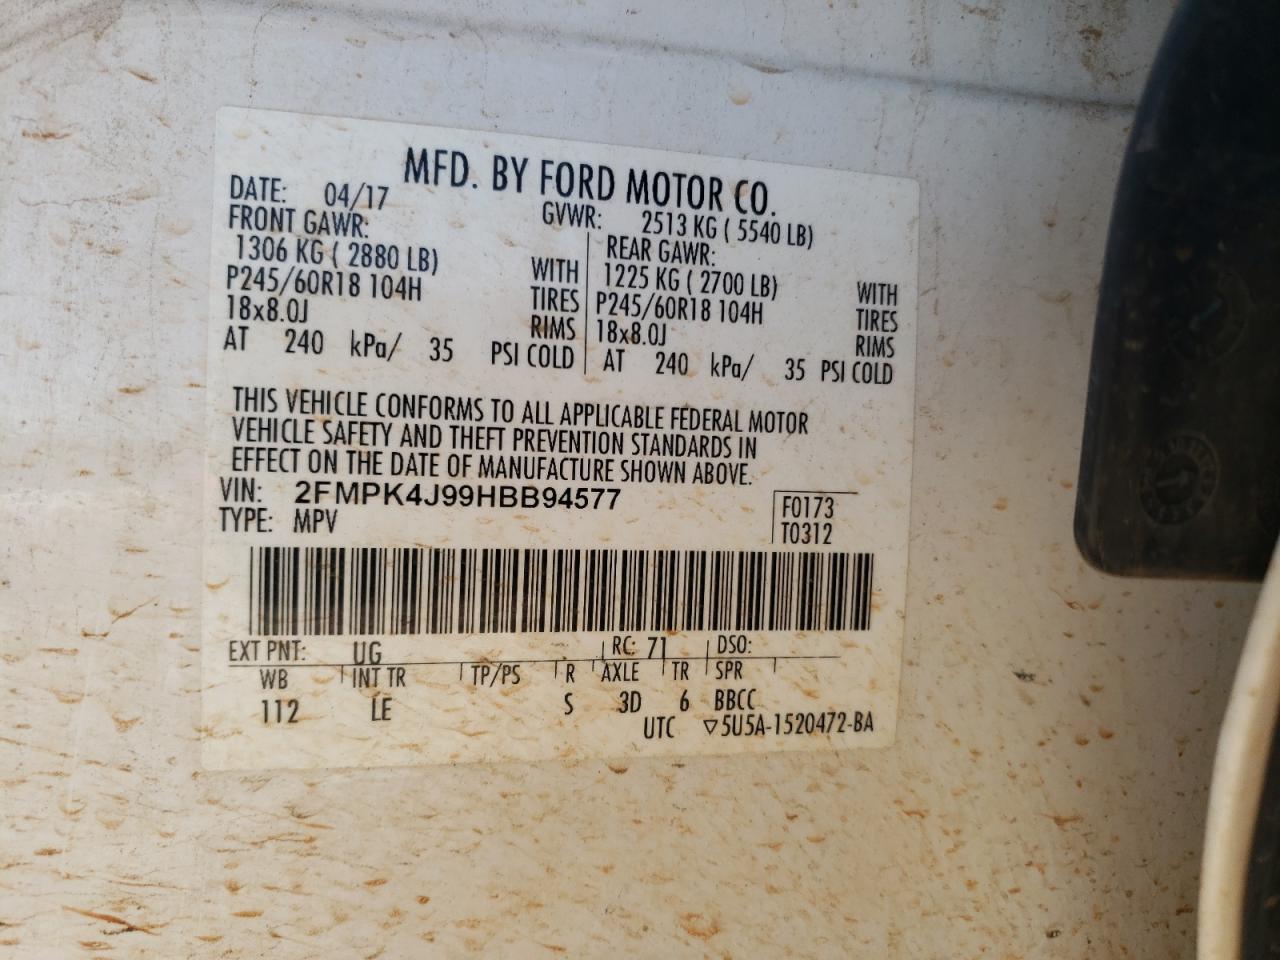 MFD. BY FORD MOTOR CO.
DATE: 04/17 GVWR: 2513 KG ( 5540 LB)
FRONT GAWR: REAR GAWR:
1306 KG ( 2880 LB) WITH 1225 KG ( 2700 LB) WITH
P245/60R18 104H TIRES P245/60R18 104H TIRES
18x8.0J RIMS 18x8.0J RIMS
AT 240 kPa/ 35 PSI COLD AT 240 kPa/ 35 PSI COLD
THIS VEHICLE CONFORMS TO ALL APPLICABLE FEDERAL MOTOR
VEHICLE SAFETY AND THEFT PREVENTION STANDARDS IN
EFFECT ON THE DATE OF MANUFACTURE SHOWN ABOVE.
VIN: 2FMPK4J99HBB94577 F0173
TYPE: MPV T0312
EXT PNT: UG RC: 71 DSO:
WB INT TR TP/PS R AXLE TR SPR
112 LE S 3D 6 BBCC
UTC ▽5U5A-1520472-BA